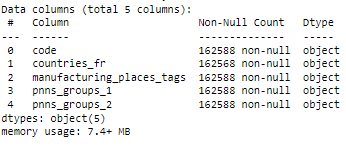 Data columns (total 5 columns):
 #   Column                    Non-Null Count   Dtype
---  ------                    --------------   -----
 0   code                      162588 non-null  object
 1   countries_fr              162568 non-null  object
 2   manufacturing_places_tags 162588 non-null  object
 3   pnns_groups_1             162588 non-null  object
 4   pnns_groups_2             162588 non-null  object
dtypes: object(5)
memory usage: 7.4+ MB